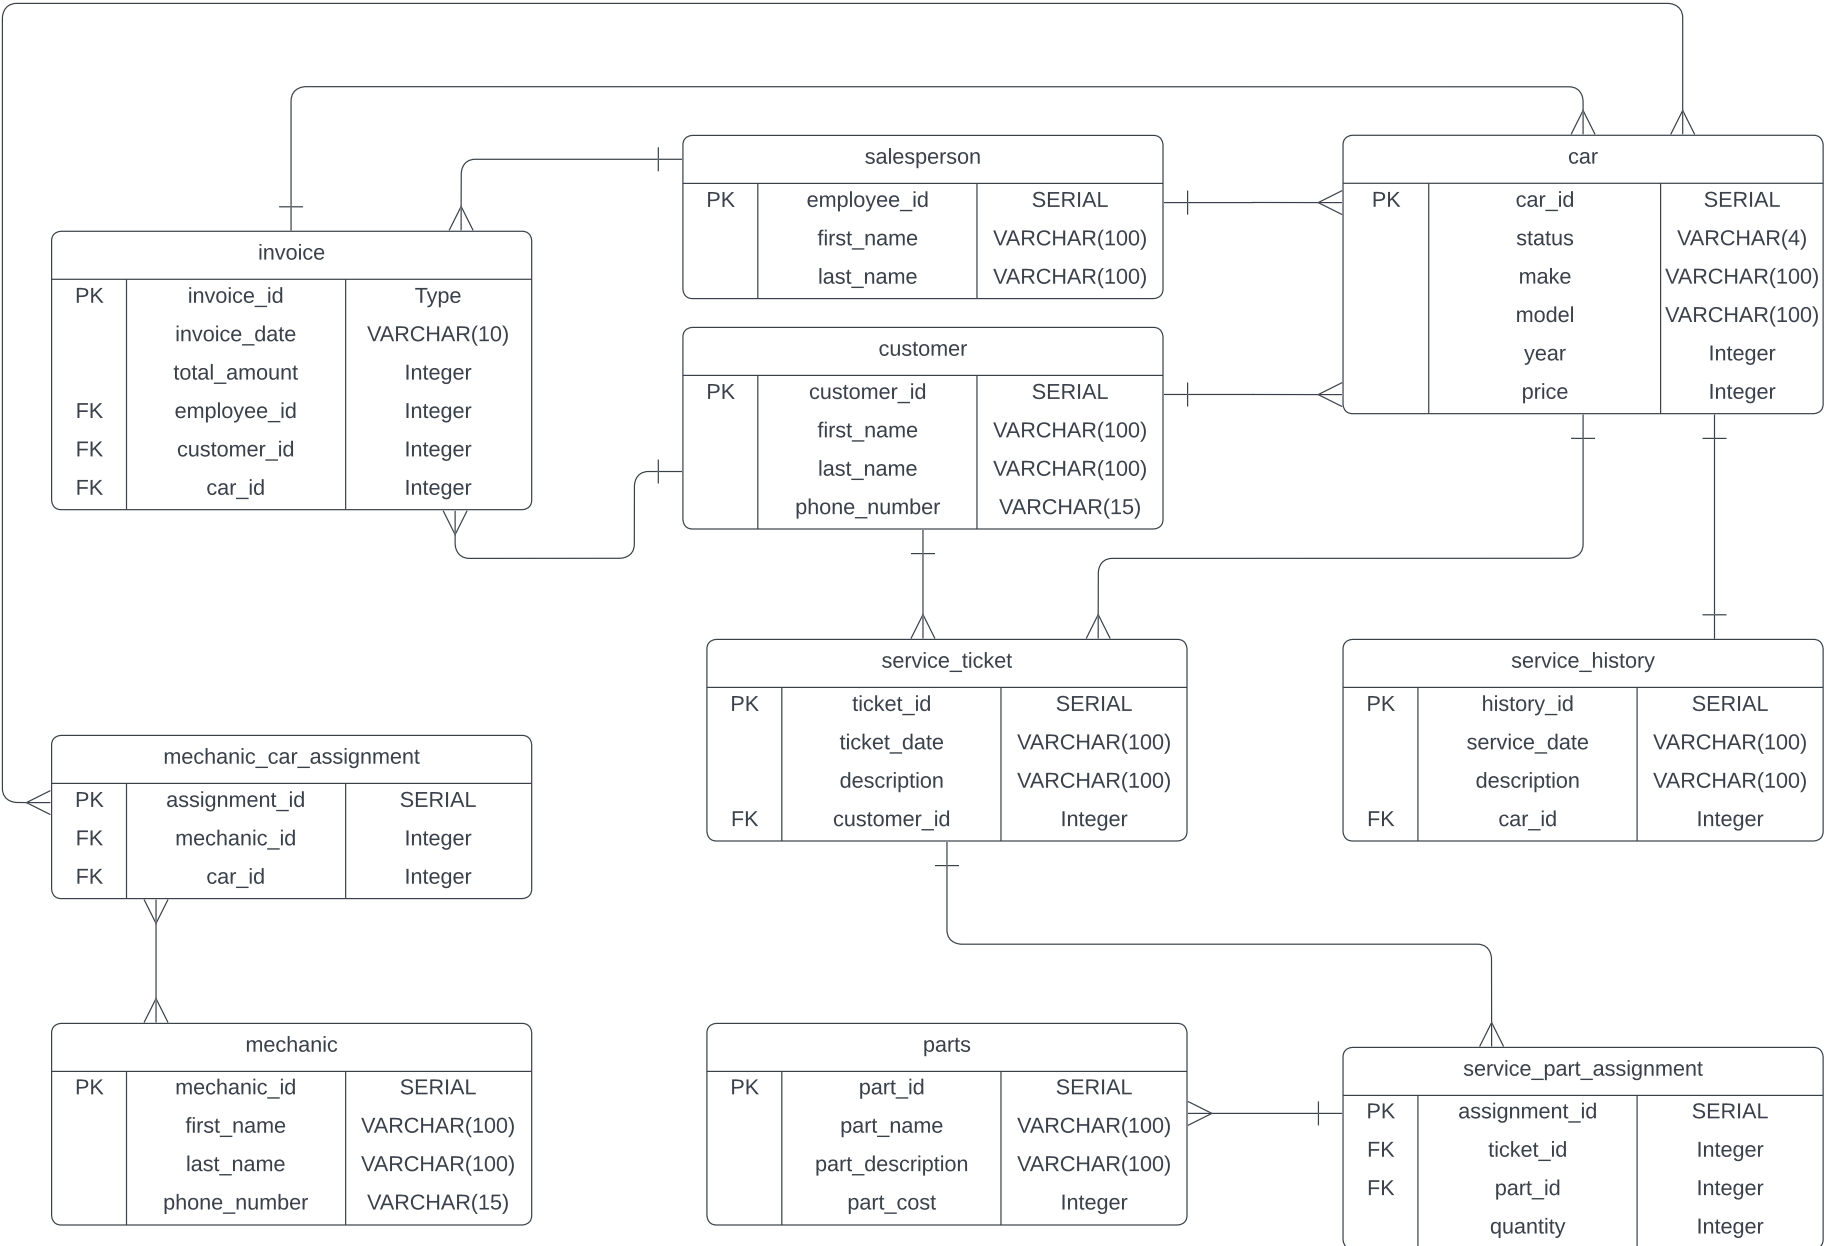 salesperson
PK employee_id SERIAL
first_name VARCHAR(100)
last_name VARCHAR(100)
car
PK car_id SERIAL
status VARCHAR(4)
make VARCHAR(100)
model VARCHAR(100)
year Integer
price Integer
invoice
PK invoice_id Type
invoice_date VARCHAR(10)
total_amount Integer
FK employee_id Integer
FK customer_id Integer
FK car_id Integer
customer
PK customer_id SERIAL
first_name VARCHAR(100)
last_name VARCHAR(100)
phone_number VARCHAR(15)
service_ticket
PK ticket_id SERIAL
ticket_date VARCHAR(100)
description VARCHAR(100)
FK customer_id Integer
service_history
PK history_id SERIAL
service_date VARCHAR(100)
description VARCHAR(100)
FK car_id Integer
mechanic_car_assignment
PK assignment_id SERIAL
FK mechanic_id Integer
FK car_id Integer
mechanic
PK mechanic_id SERIAL
first_name VARCHAR(100)
last_name VARCHAR(100)
phone_number VARCHAR(15)
parts
PK part_id SERIAL
part_name VARCHAR(100)
part_description VARCHAR(100)
part_cost Integer
service_part_assignment
PK assignment_id SERIAL
FK ticket_id Integer
FK part_id Integer
quantity Integer